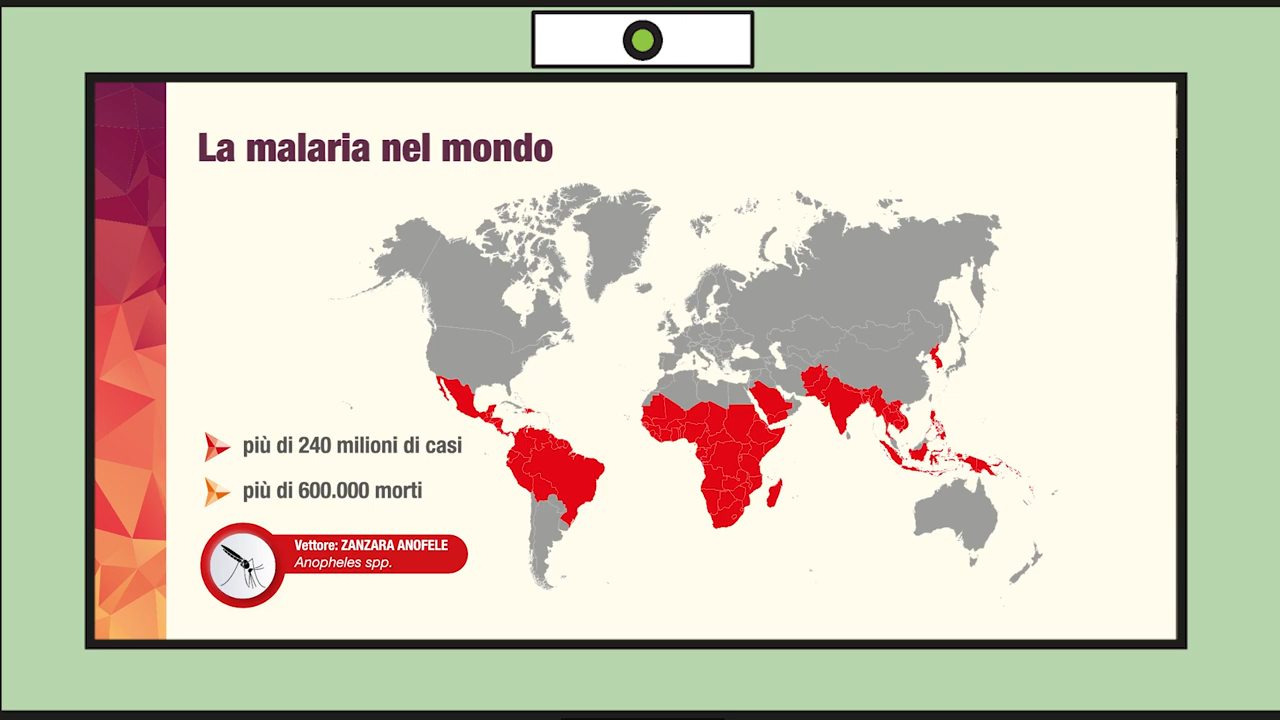 La malaria nel mondo
più di 240 milioni di casi
più di 600.000 morti
Vettore: ZANZARA ANOFELE
Anopheles spp.